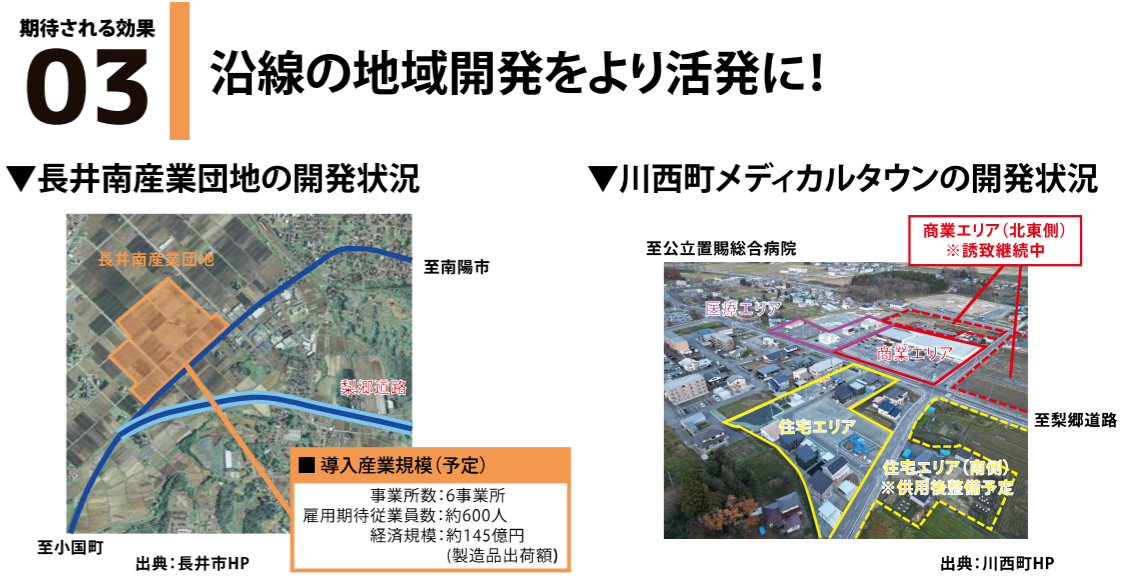 期待される効果
03
沿線の地域開発をより活発に!
▼長井南産業団地の開発状況
長井南産業団地
至南陽市
梨郷道路
■ 導入産業規模(予定)
事業所数:6事業所
雇用期待従業員数:約600人
経済規模:約145億円
(製造品出荷額)
至小国町
出典:長井市HP
▼川西町メディカルタウンの開発状況
商業エリア(北東側)
※誘致継続中
至公立置賜総合病院
医療エリア
商業エリア
至梨郷道路
住宅エリア
住宅エリア(南側)
※供用後整備予定
出典:川西町HP